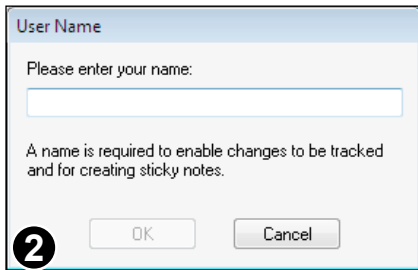 User Name
Please enter your name:
A name is required to enable changes to be tracked
and for creating sticky notes.
OK
Cancel
2